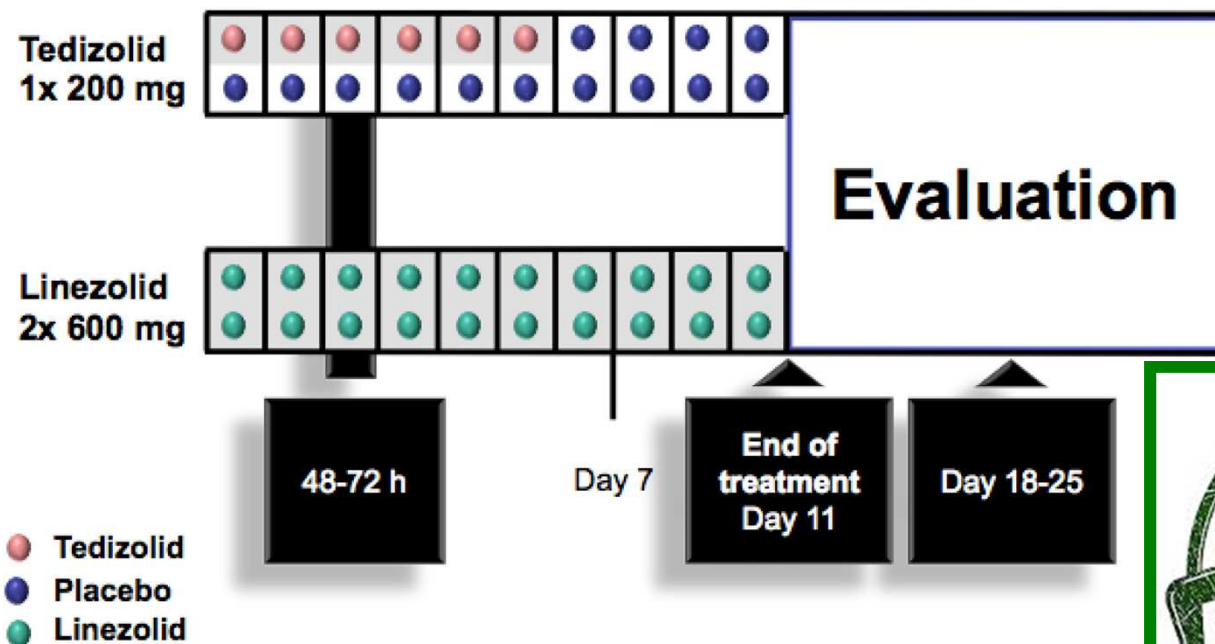 Tedizolid
1x 200 mg
Evaluation
Linezolid
2x 600 mg
48-72 h
Day 7
End of
treatment
Day 11
Day 18-25
Tedizolid
Placebo
Linezolid